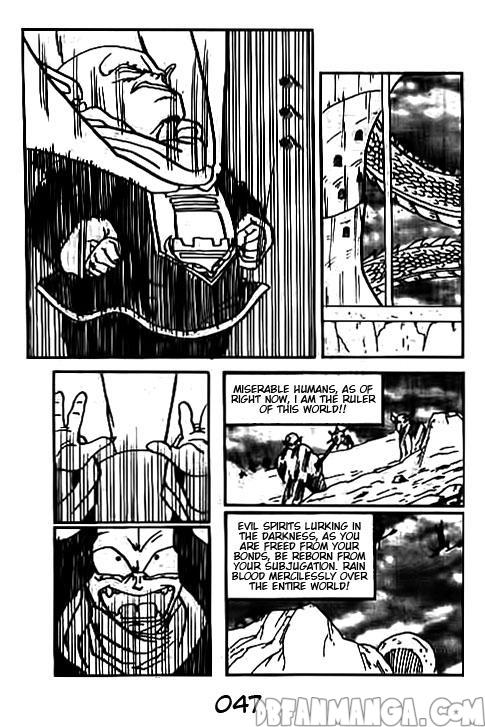 MISERABLE HUMANS, AS OF
RIGHT NOW, I AM THE RULER
OF THIS WORLD!!
EVIL SPIRITS LURKING IN
THE DARKNESS, AS YOU
ARE FREED FROM YOUR
BONDS, BE REBORN FROM
YOUR SUBJUGATION. RAIN
BLOOD MERCILESSLY OVER
THE ENTIRE WORLD!
047
DBFANMANGA.COM